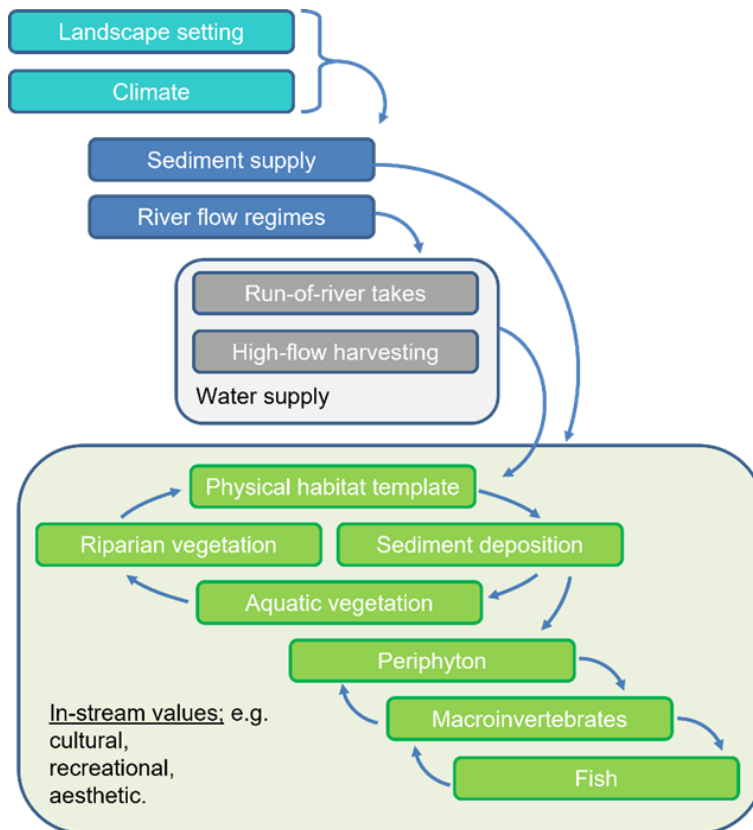 Landscape setting
Climate
Sediment supply
River flow regimes
Run-of-river takes
High-flow harvesting
Water supply
Physical habitat template
Riparian vegetation
Sediment deposition
Aquatic vegetation
Periphyton
Macroinvertebrates
Fish
In-stream values; e.g.
cultural,
recreational,
aesthetic.